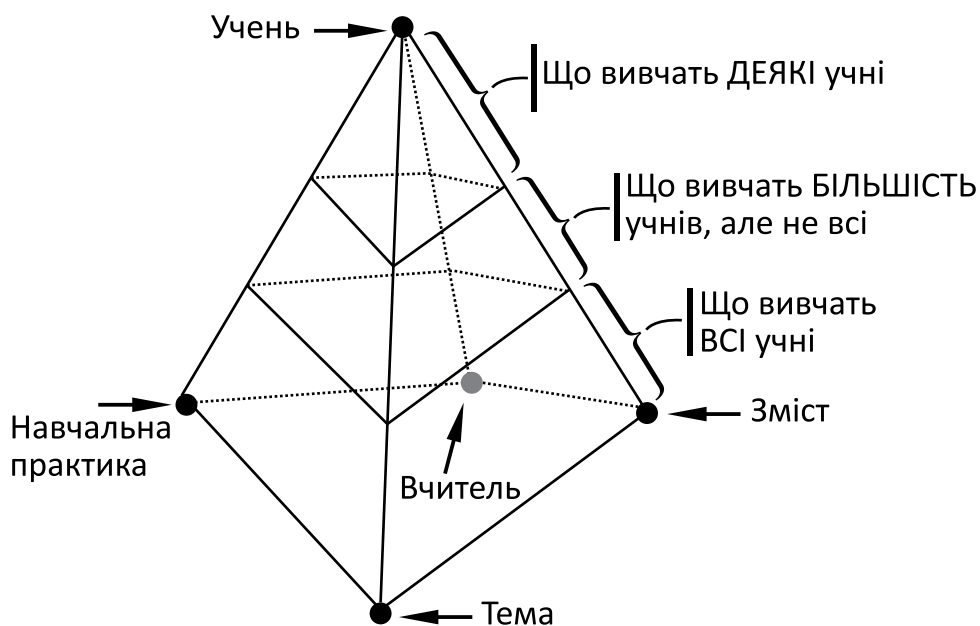 Учень
Що вивчать ДЕЯКІ учні
Що вивчать БІЛЬШІСТЬ
учнів, але не всі
Що вивчать
ВСІ учні
Навчальна
практика
Зміст
Вчитель
Тема